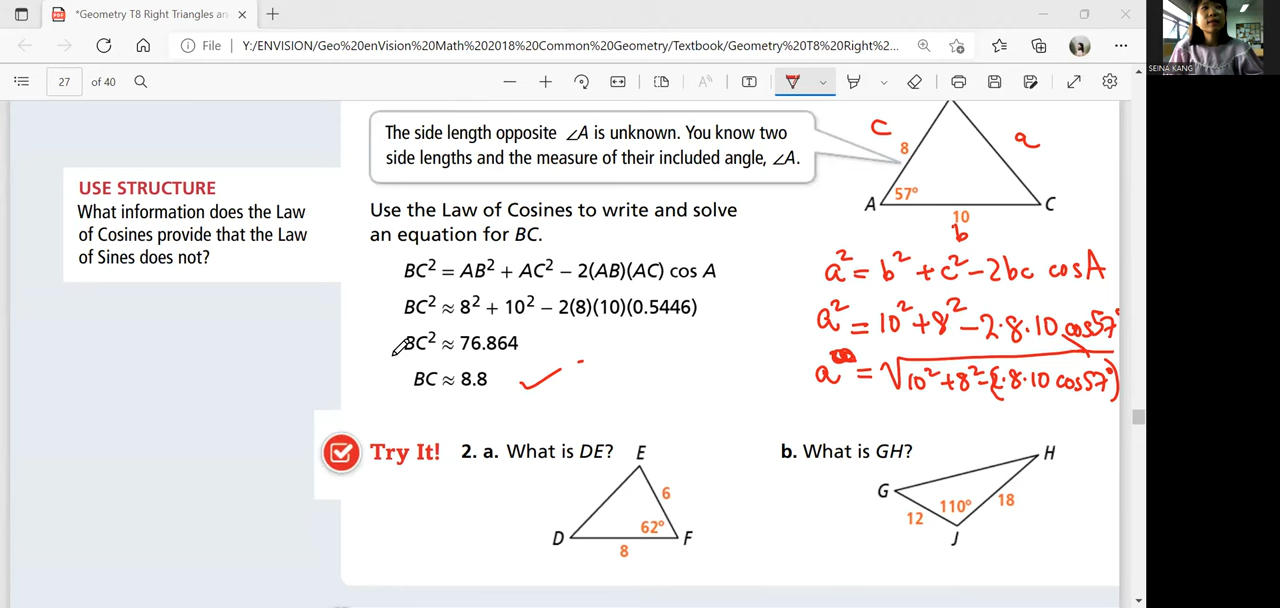 *Geometry T8 Right Triangles an
File Y:/ENVISION/Geo%20enVision%20Math%202018%20Common%20Geometry/Textbook/Geometry%20T8%20Right%2...
SEINA KANG
27 of 40
The side length opposite ∠A is unknown. You know two
side lengths and the measure of their included angle, ∠A.
c
8
a
A 57° C
10
b
USE STRUCTURE
What information does the Law
of Cosines provide that the Law
of Sines does not?
Use the Law of Cosines to write and solve
an equation for BC.
BC² = AB² + AC² − 2(AB)(AC) cos A
BC² ≈ 8² + 10² − 2(8)(10)(0.5446)
BC² ≈ 76.864
BC ≈ 8.8
a² = b² + c² − 2bc cosA
a² = 10² + 8² − 2·8·10 cos57°
a = √10² + 8² − (2·8·10 cos57°)
Try It! 2. a. What is DE?
E
6
62°
D F
8
b. What is GH?
H
G
110° 18
12
J